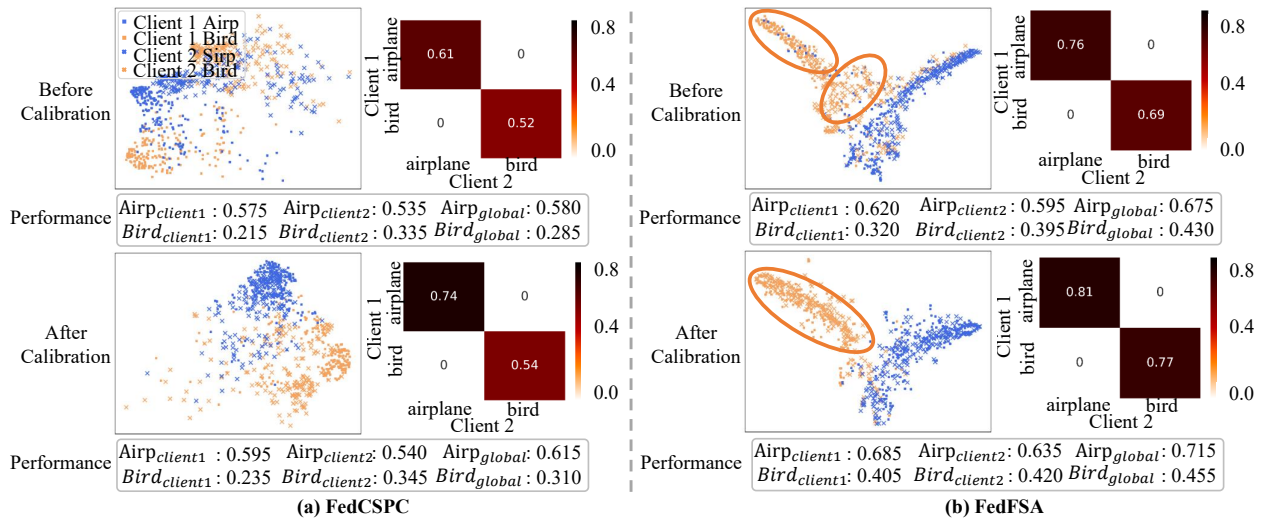 Client 1 Airp
Client 1 Bird
Client 2 Sirp
Client 2 Bird
Before
Calibration
Client 1
airplane
bird
0.61
0
0
0.52
airplane
bird
Client 2
0.8
0.4
0.0
Performance
Airp_client1 : 0.575 Airp_client2: 0.535 Airp_global: 0.580
Bird_client1: 0.215 Bird_client2: 0.335 Bird_global: 0.285
After
Calibration
Client 1
airplane
bird
0.74
0
0
0.54
airplane
bird
Client 2
0.8
0.4
0.0
Performance
Airp_client1 : 0.595 Airp_client2: 0.540 Airp_global: 0.615
Bird_client1: 0.235 Bird_client2: 0.345 Bird_global: 0.310
(a) FedCSPC
Before
Calibration
Client 1
airplane
bird
0.76
0
0
0.69
airplane
bird
Client 2
0.8
0.4
0.0
Performance
Airp_client1 : 0.620 Airp_client2: 0.595 Airp_global: 0.675
Bird_client1: 0.320 Bird_client2: 0.395 Bird_global: 0.430
After
Calibration
Client 1
airplane
bird
0.81
0
0
0.77
airplane
bird
Client 2
0.8
0.4
0.0
Performance
Airp_client1 : 0.685 Airp_client2: 0.635 Airp_global: 0.715
Bird_client1: 0.405 Bird_client2: 0.420 Bird_global: 0.455
(b) FedFSA